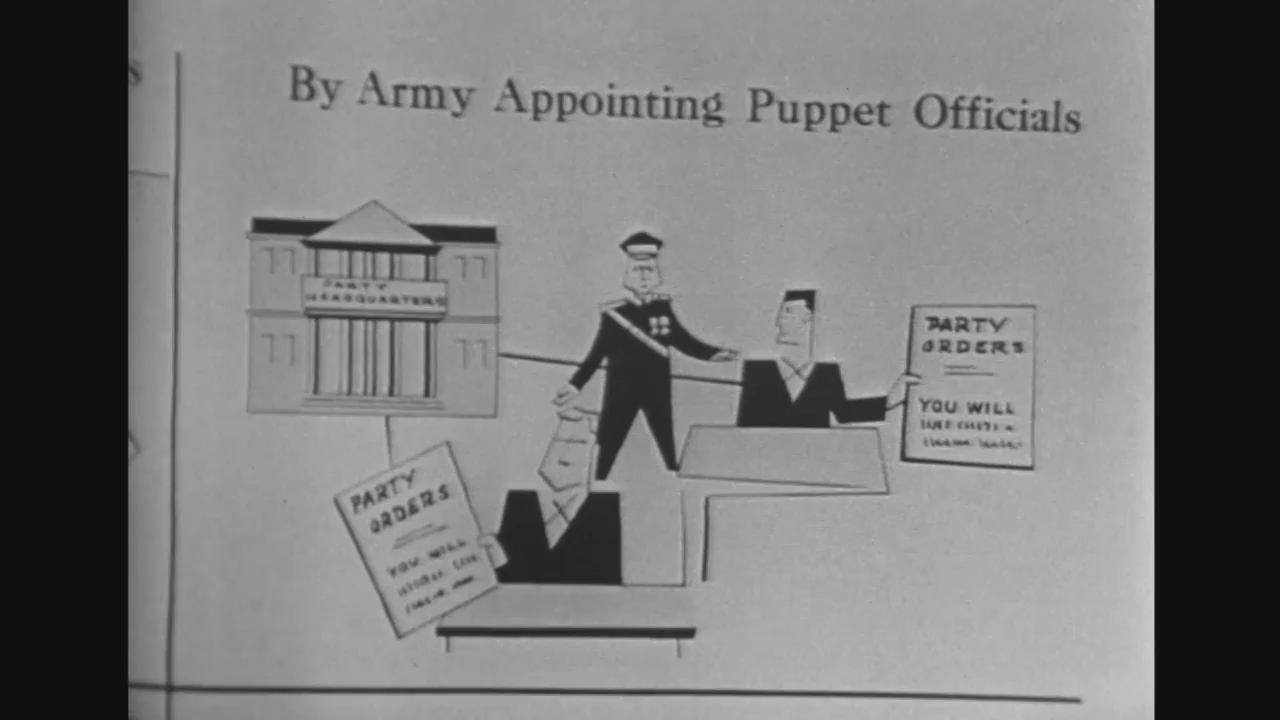 s
By Army Appointing Puppet Officials
PARTY
HEADQUARTERS
PARTY
ORDERS
YOU WILL
PARTY
ORDERS
YOU WILL